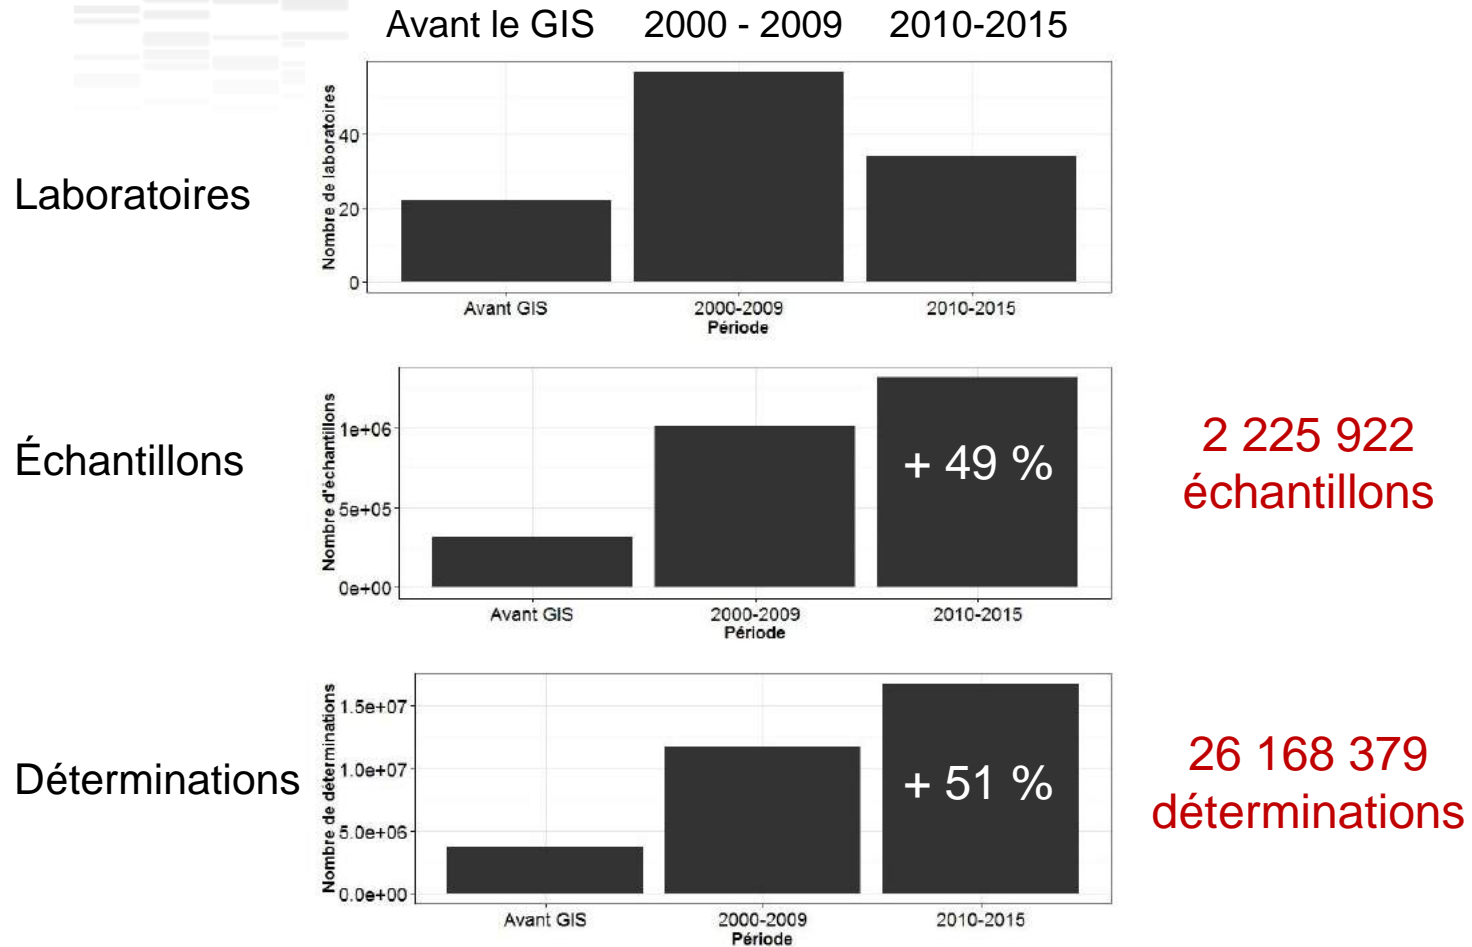 Avant le GIS 2000 - 2009 2010-2015
Laboratoires
Nombre de laboratoires
40
20
0
Avant GIS 2000-2009 2010-2015
Période
Échantillons
Nombre d'échantillons
1e+06
5e+05
0e+00
+ 49 %
Avant GIS 2000-2009 2010-2015
Période
2 225 922
échantillons
Déterminations
Nombre de déterminations
1.5e+07
1.0e+07
5.0e+06
0.0e+00
+ 51 %
Avant GIS 2000-2009 2010-2015
Période
26 168 379
déterminations